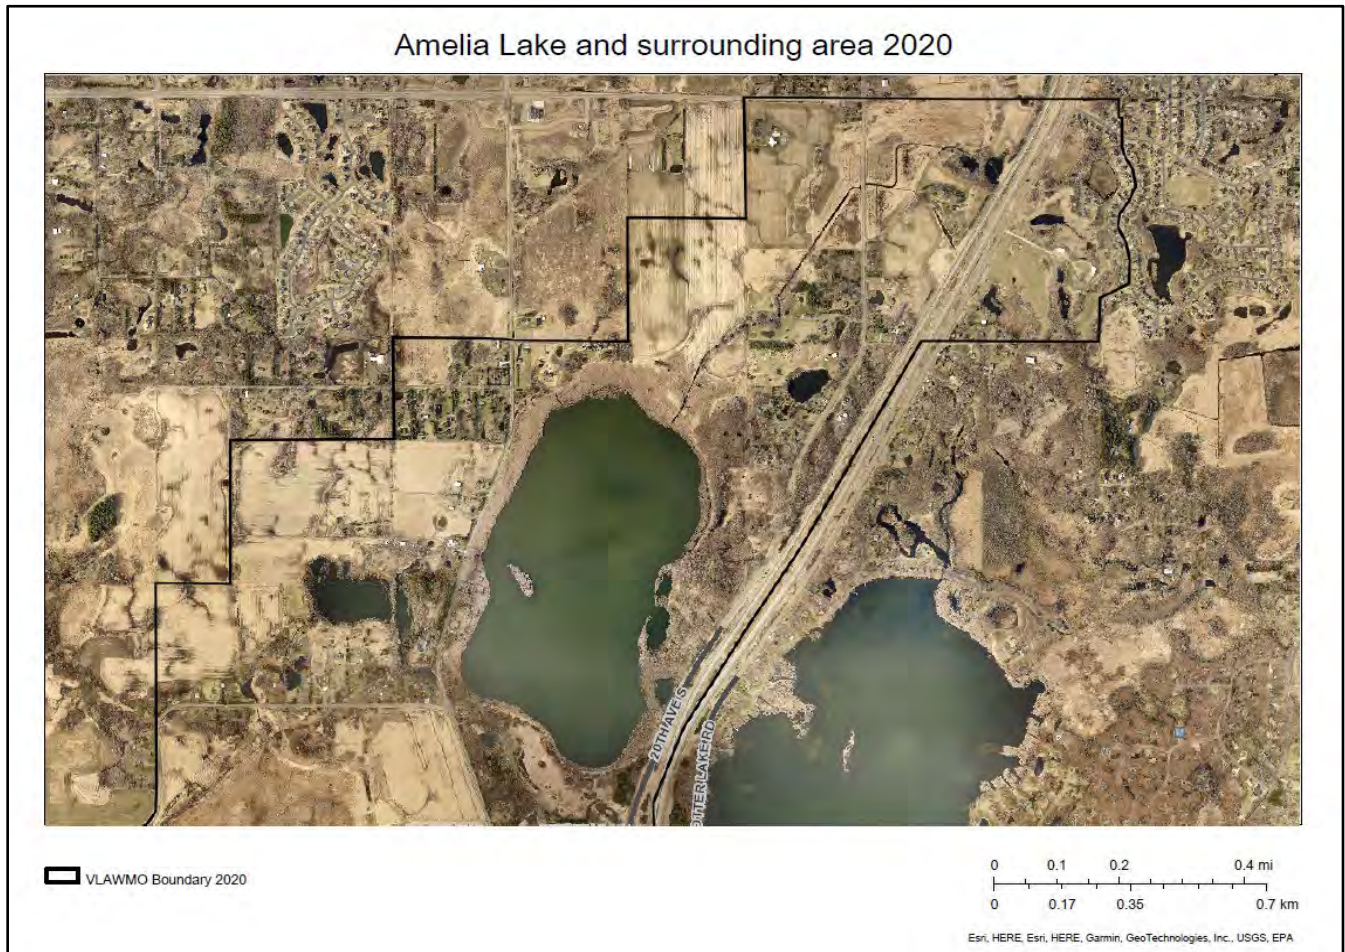 Amelia Lake and surrounding area 2020
20TH AVE S
OTTER LAKE RD
VLAWMO Boundary 2020
0 0.1 0.2 0.4 mi
0 0.17 0.35 0.7 km
Esri, HERE, Esri, HERE, Garmin, GeoTechnologies, Inc., USGS, EPA